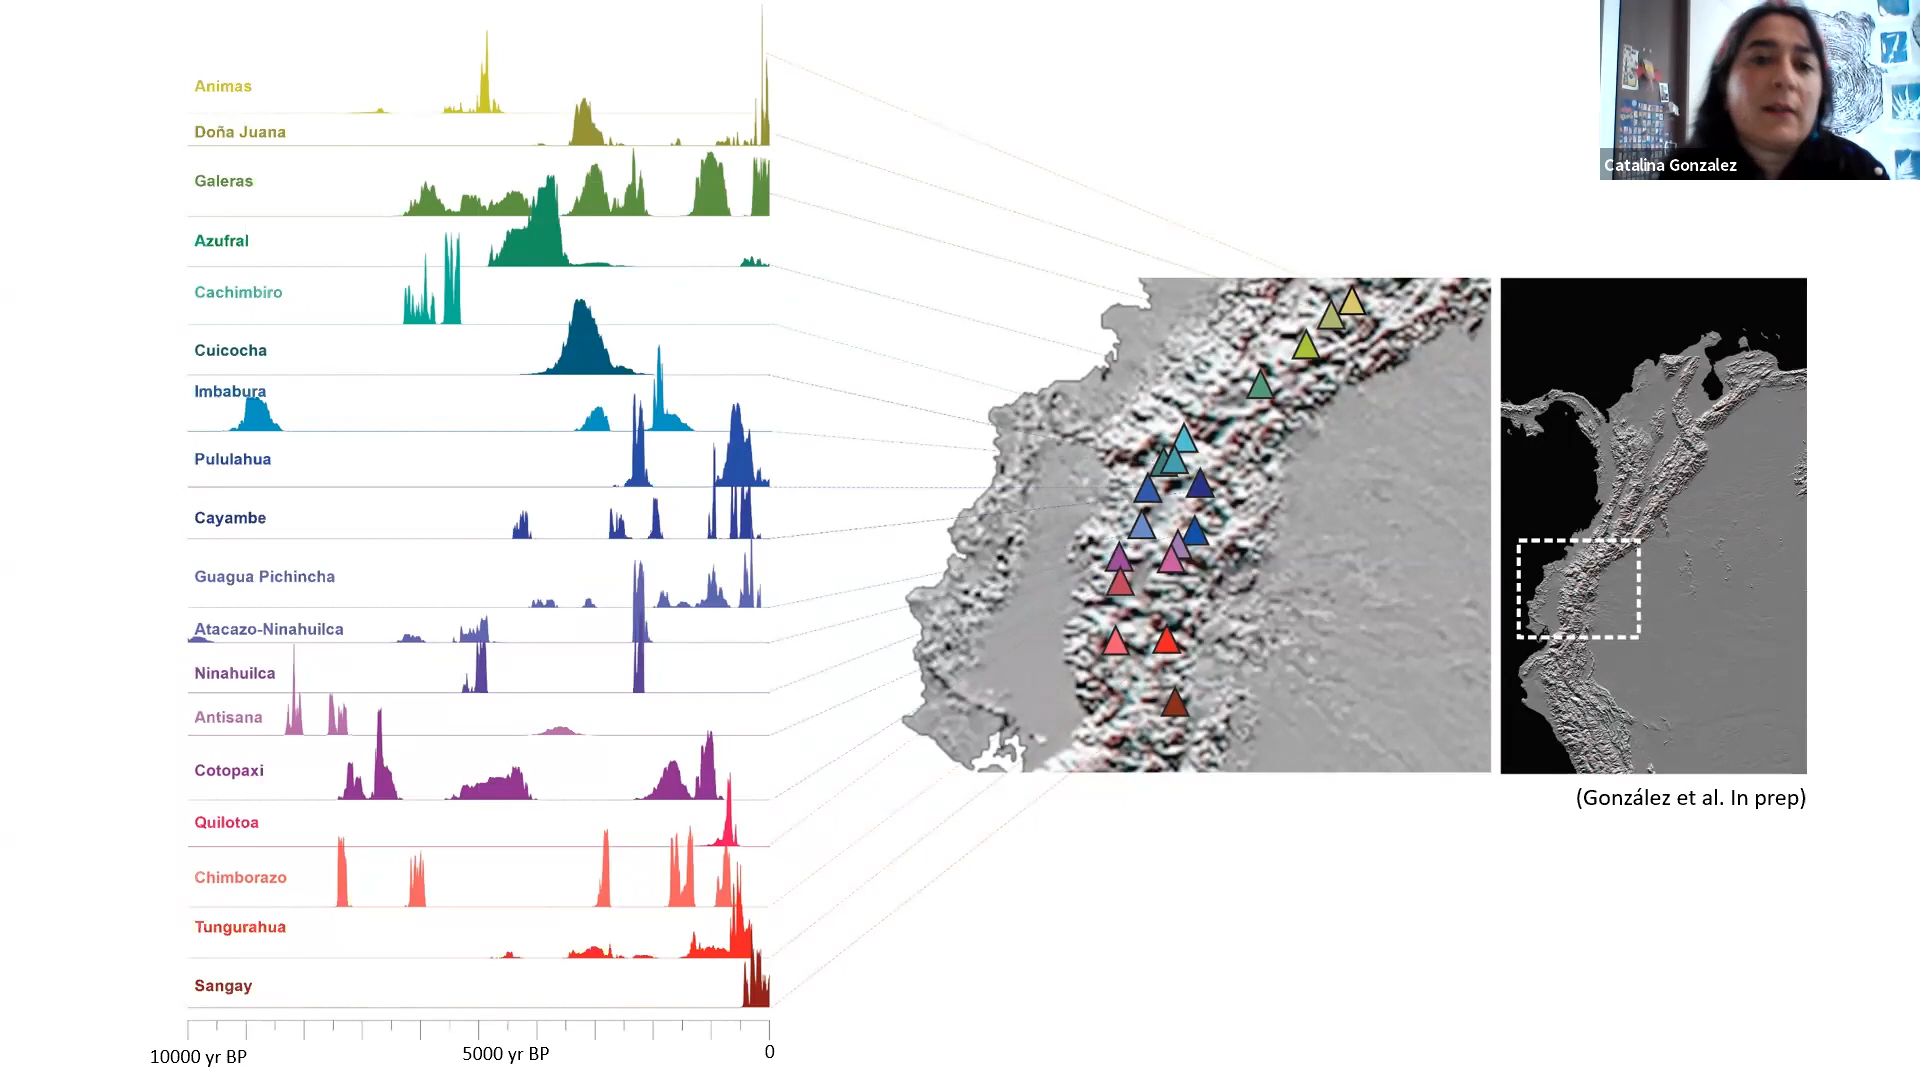 Animas
Doña Juana
Galeras
Azufral
Cachimbiro
Cuicocha
Imbabura
Pululahua
Cayambe
Guagua Pichincha
Atacazo-Ninahuilca
Ninahuilca
Antisana
Cotopaxi
Quilotoa
Chimborazo
Tungurahua
Sangay
10000 yr BP
5000 yr BP
0
Catalina Gonzalez
(González et al. In prep)